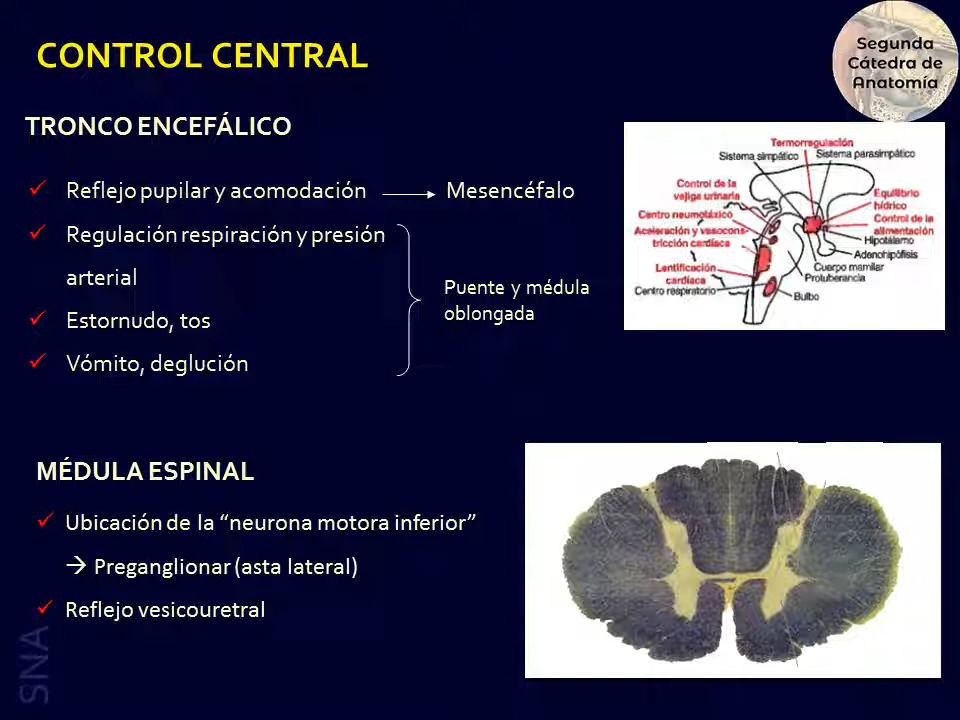 CONTROL CENTRAL
Segunda
Cátedra de
Anatomía
TRONCO ENCEFÁLICO
Reflejo pupilar y acomodación
Mesencéfalo
Regulación respiración y presión
arterial
Estornudo, tos
Vómito, deglución
Puente y médula
oblongada
Termorregulación
Sistema simpático
Sistema parasimpático
Control de la
vejiga urinaria
Centro neumotáxico
Aceleración y vasocons-
tricción cardíaca
Lentificación
cardíaca
Centro respiratorio
Equilibrio
hídrico
Control de la
alimentación
Hipotálamo
Adenohipófisis
Cuerpo mamilar
Protuberancia
Bulbo
MÉDULA ESPINAL
Ubicación de la “neurona motora inferior”
→ Preganglionar (asta lateral)
Reflejo vesicouretral
SNA